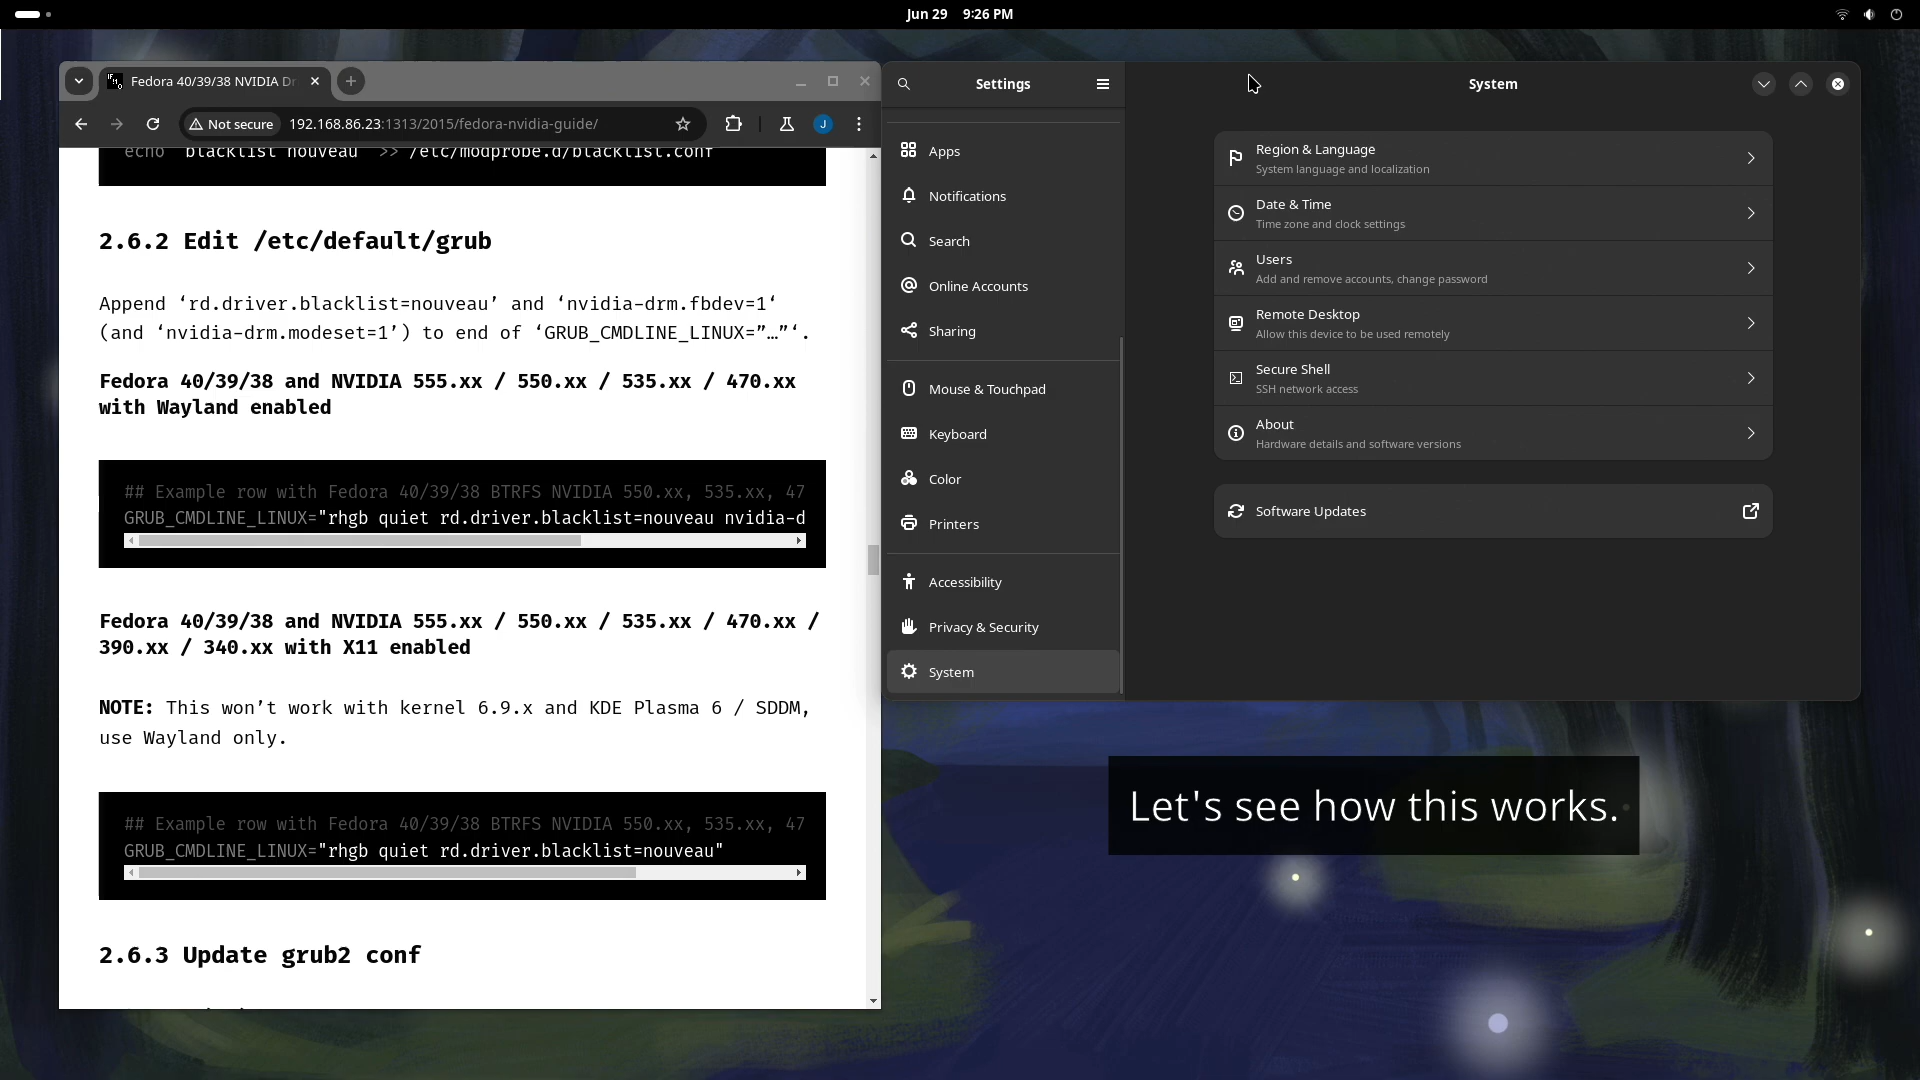 Jun 29 9:26 PM
Fedora 40/39/38 NVIDIA Dr
Not secure
192.168.86.23:1313/2015/fedora-nvidia-guide/
J
echo "blacklist nouveau" >> /etc/modprobe.d/blacklist.conf
2.6.2 Edit /etc/default/grub
Append ‘rd.driver.blacklist=nouveau’ and ‘nvidia-drm.fbdev=1‘
(and ‘nvidia-drm.modeset=1’) to end of ‘GRUB_CMDLINE_LINUX=”…”‘.
Fedora 40/39/38 and NVIDIA 555.xx / 550.xx / 535.xx / 470.xx
with Wayland enabled
## Example row with Fedora 40/39/38 BTRFS NVIDIA 550.xx, 535.xx, 47
GRUB_CMDLINE_LINUX="rhgb quiet rd.driver.blacklist=nouveau nvidia-d
Fedora 40/39/38 and NVIDIA 555.xx / 550.xx / 535.xx / 470.xx /
390.xx / 340.xx with X11 enabled
NOTE: This won’t work with kernel 6.9.x and KDE Plasma 6 / SDDM,
use Wayland only.
## Example row with Fedora 40/39/38 BTRFS NVIDIA 550.xx, 535.xx, 47
GRUB_CMDLINE_LINUX="rhgb quiet rd.driver.blacklist=nouveau"
2.6.3 Update grub2 conf
Settings
Apps
Notifications
Search
Online Accounts
Sharing
Mouse & Touchpad
Keyboard
Color
Printers
Accessibility
Privacy & Security
System
System
Region & Language
System language and localization
Date & Time
Time zone and clock settings
Users
Add and remove accounts, change password
Remote Desktop
Allow this device to be used remotely
Secure Shell
SSH network access
About
Hardware details and software versions
Software Updates
Let's see how this works.